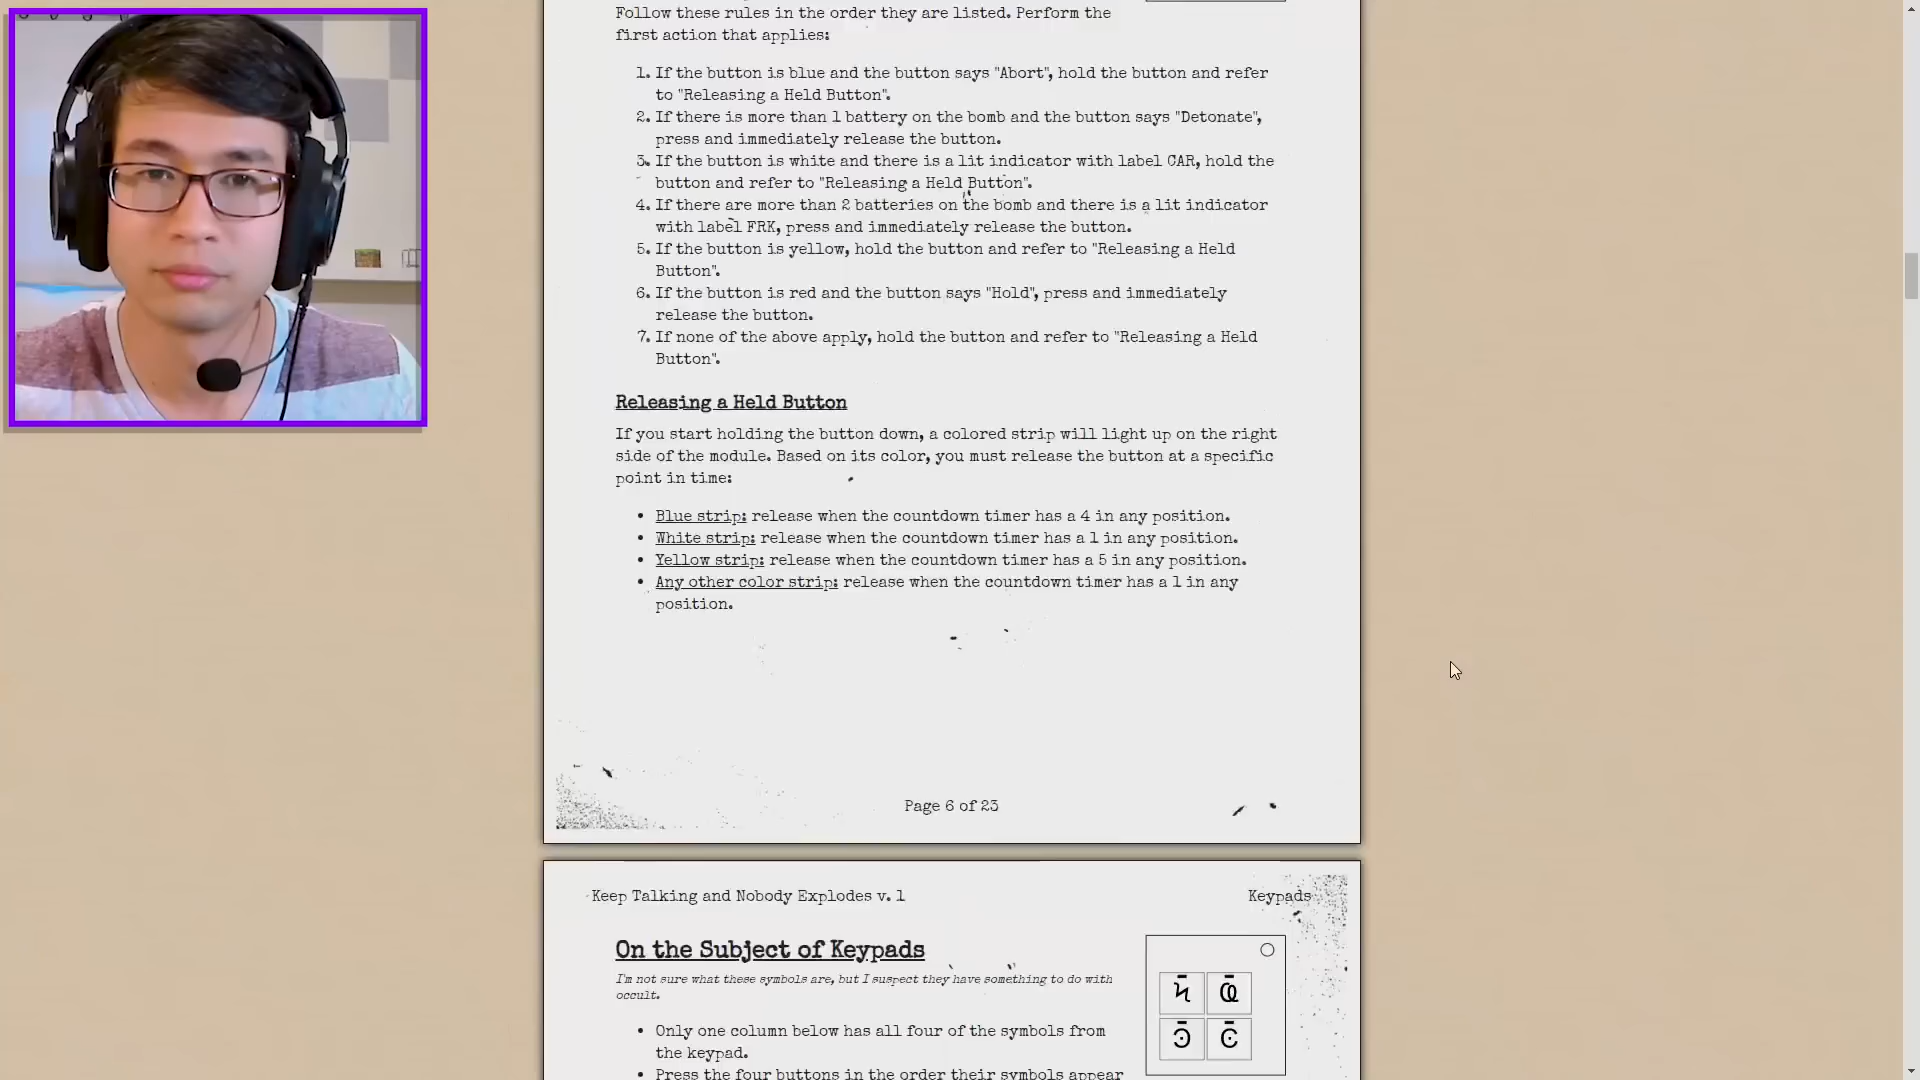 Follow these rules in the order they are listed. Perform the
first action that applies:
1. If the button is blue and the button says "Abort", hold the button and refer
to "Releasing a Held Button".
2. If there is more than 1 battery on the bomb and the button says "Detonate",
press and immediately release the button.
3. If the button is white and there is a lit indicator with label CAR, hold the
button and refer to "Releasing a Held Button".
4. If there are more than 2 batteries on the bomb and there is a lit indicator
with label FRK, press and immediately release the button.
5. If the button is yellow, hold the button and refer to "Releasing a Held
Button".
6. If the button is red and the button says "Hold", press and immediately
release the button.
7. If none of the above apply, hold the button and refer to "Releasing a Held
Button".
Releasing a Held Button
If you start holding the button down, a colored strip will light up on the right
side of the module. Based on its color, you must release the button at a specific
point in time:
• Blue strip: release when the countdown timer has a 4 in any position.
• White strip: release when the countdown timer has a 1 in any position.
• Yellow strip: release when the countdown timer has a 5 in any position.
• Any other color strip: release when the countdown timer has a 1 in any
position.
Page 6 of 23
Keep Talking and Nobody Explodes v. 1
Keypads
On the Subject of Keypads
I'm not sure what these symbols are, but I suspect they have something to do with
occult.
• Only one column below has all four of the symbols from
the keypad.
• Press the four buttons in the order their symbols appear